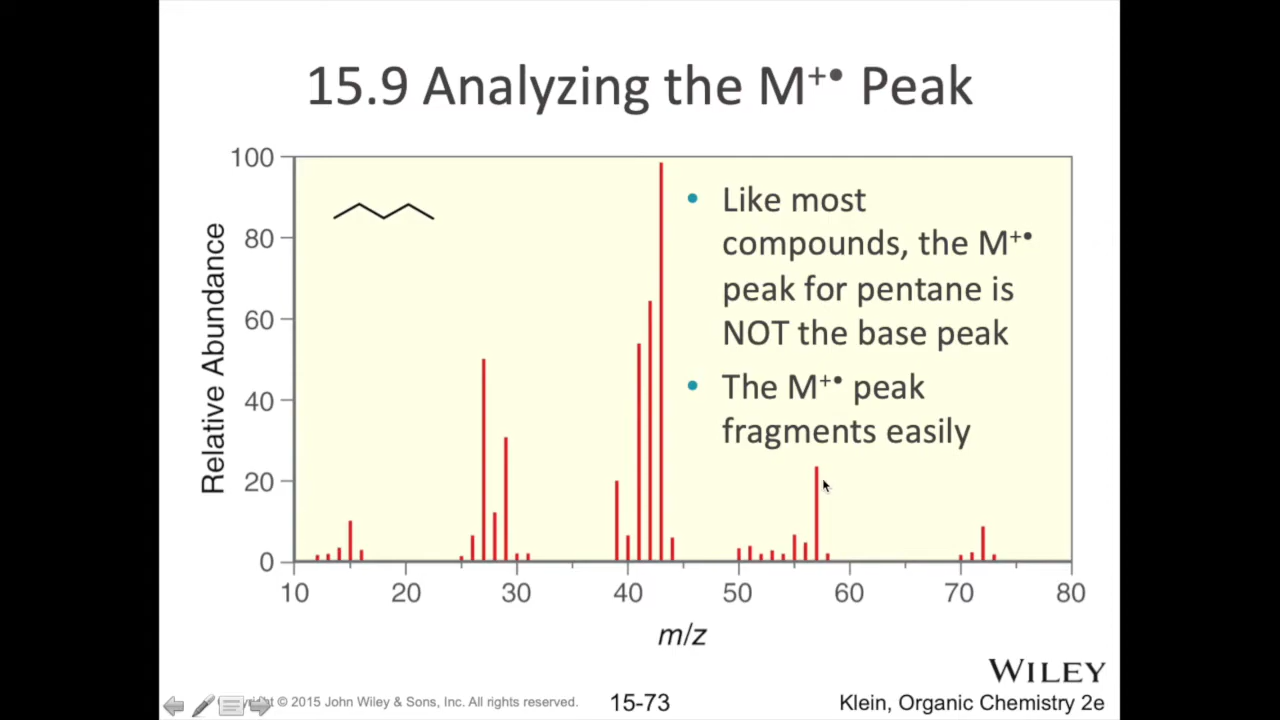 15.9 Analyzing the M⁺• Peak
100
80
60
40
20
0
Relative Abundance
10 20 30 40 50 60 70 80
m/z
• Like most
compounds, the M⁺•
peak for pentane is
NOT the base peak
• The M⁺• peak
fragments easily
WILEY
© 2015 John Wiley & Sons, Inc. All rights reserved.
15-73
Klein, Organic Chemistry 2e